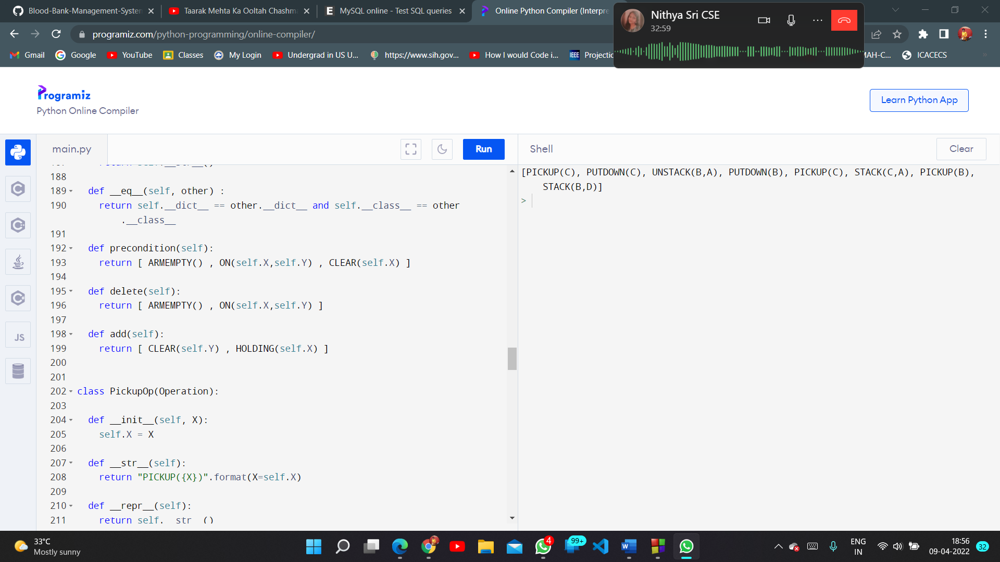 Blood-Bank-Management-System
Taarak Mehta Ka Ooltah Chashma
MySQL online - Test SQL queries
Online Python Compiler (Interpre
Nithya Sri CSE
32:59
programiz.com/python-programming/online-compiler/
Gmail
Google
YouTube
Classes
My Login
Undergrad in US U...
https://www.sih.gov...
How I would Code i...
IEEE
Projectic
MAH-C...
ICACECS
Programiz
Python Online Compiler
Learn Python App
main.py
Run
Shell
Clear
188
189 def __eq__(self, other) :
190 return self.__dict__ == other.__dict__ and self.__class__ == other
.__class__
191
192 def precondition(self):
193 return [ ARMEMPTY() , ON(self.X,self.Y) , CLEAR(self.X) ]
194
195 def delete(self):
196 return [ ARMEMPTY() , ON(self.X,self.Y) ]
197
198 def add(self):
199 return [ CLEAR(self.Y) , HOLDING(self.X) ]
200
201
202 class PickupOp(Operation):
203
204 def __init__(self, X):
205 self.X = X
206
207 def __str__(self):
208 return "PICKUP({X})".format(X=self.X)
209
210 def __repr__(self):
211 return self.__str__()
[PICKUP(C), PUTDOWN(C), UNSTACK(B,A), PUTDOWN(B), PICKUP(C), STACK(C,A), PICKUP(B),
STACK(B,D)]
>
JS
33°C
Mostly sunny
4
99+
ENG
IN
18:56
09-04-2022
32